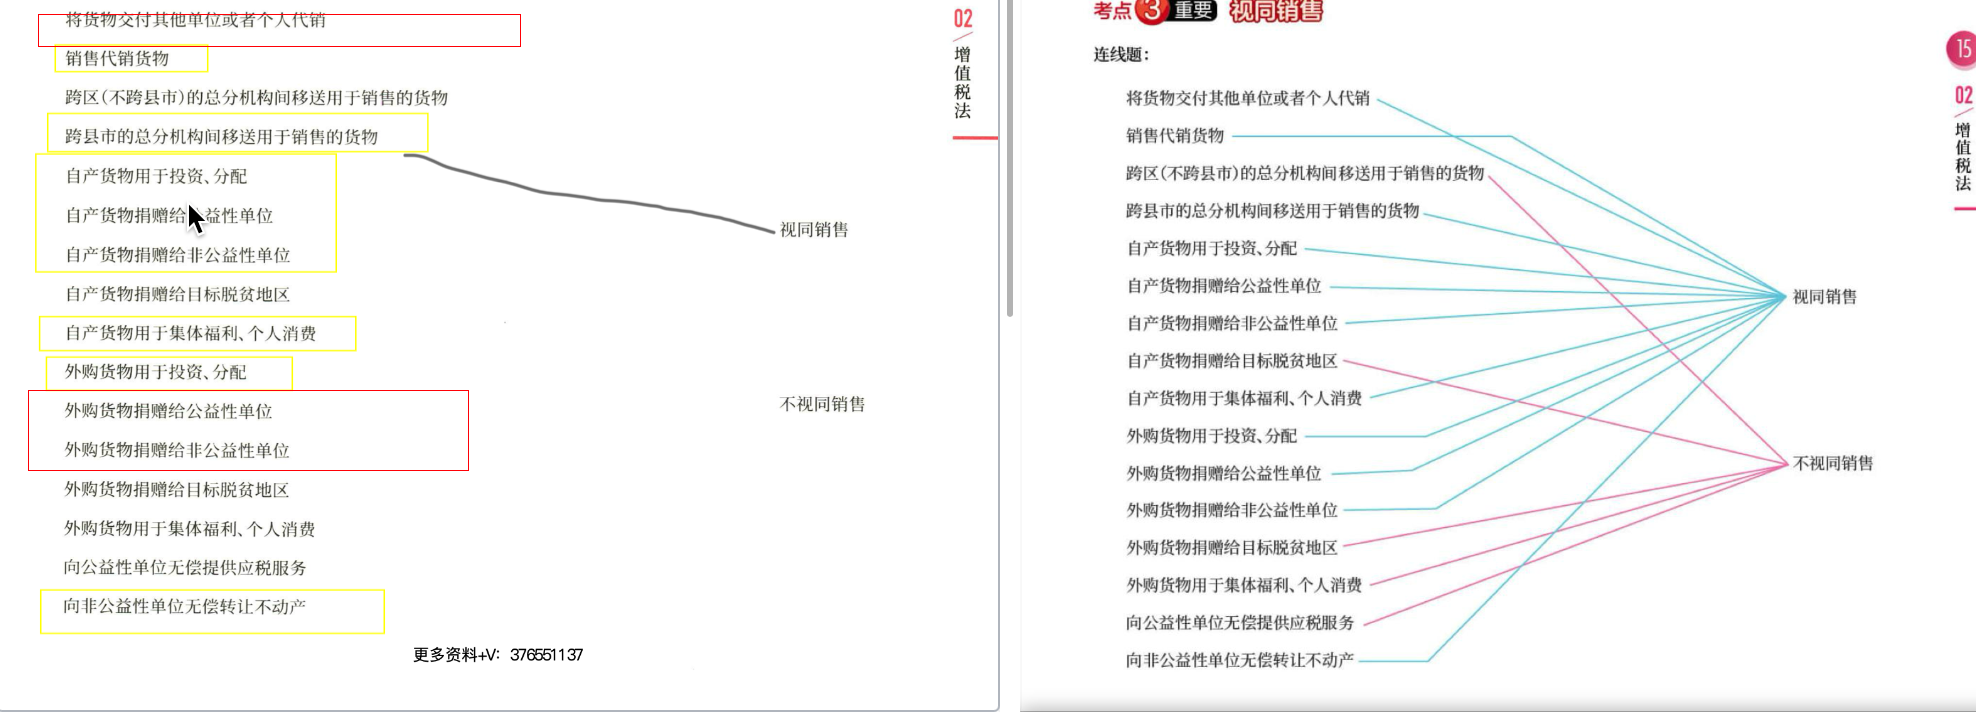 将货物交付其他单位或者个人代销
销售代销货物
跨区(不跨县市)的总分机构间移送用于销售的货物
跨县市的总分机构间移送用于销售的货物
自产货物用于投资、分配
自产货物捐赠给公益性单位
自产货物捐赠给非公益性单位
自产货物捐赠给目标脱贫地区
自产货物用于集体福利、个人消费
外购货物用于投资、分配
外购货物捐赠给公益性单位
外购货物捐赠给非公益性单位
外购货物捐赠给目标脱贫地区
外购货物用于集体福利、个人消费
向公益性单位无偿提供应税服务
向非公益性单位无偿转让不动产
视同销售
不视同销售
更多资料+V: 376551137
02
增值税法
考点3重要 视同销售
连线题:
将货物交付其他单位或者个人代销
销售代销货物
跨区(不跨县市)的总分机构间移送用于销售的货物
跨县市的总分机构间移送用于销售的货物
自产货物用于投资、分配
自产货物捐赠给公益性单位
自产货物捐赠给非公益性单位
自产货物捐赠给目标脱贫地区
自产货物用于集体福利、个人消费
外购货物用于投资、分配
外购货物捐赠给公益性单位
外购货物捐赠给非公益性单位
外购货物捐赠给目标脱贫地区
外购货物用于集体福利、个人消费
向公益性单位无偿提供应税服务
向非公益性单位无偿转让不动产
视同销售
不视同销售
15
02
增值税法